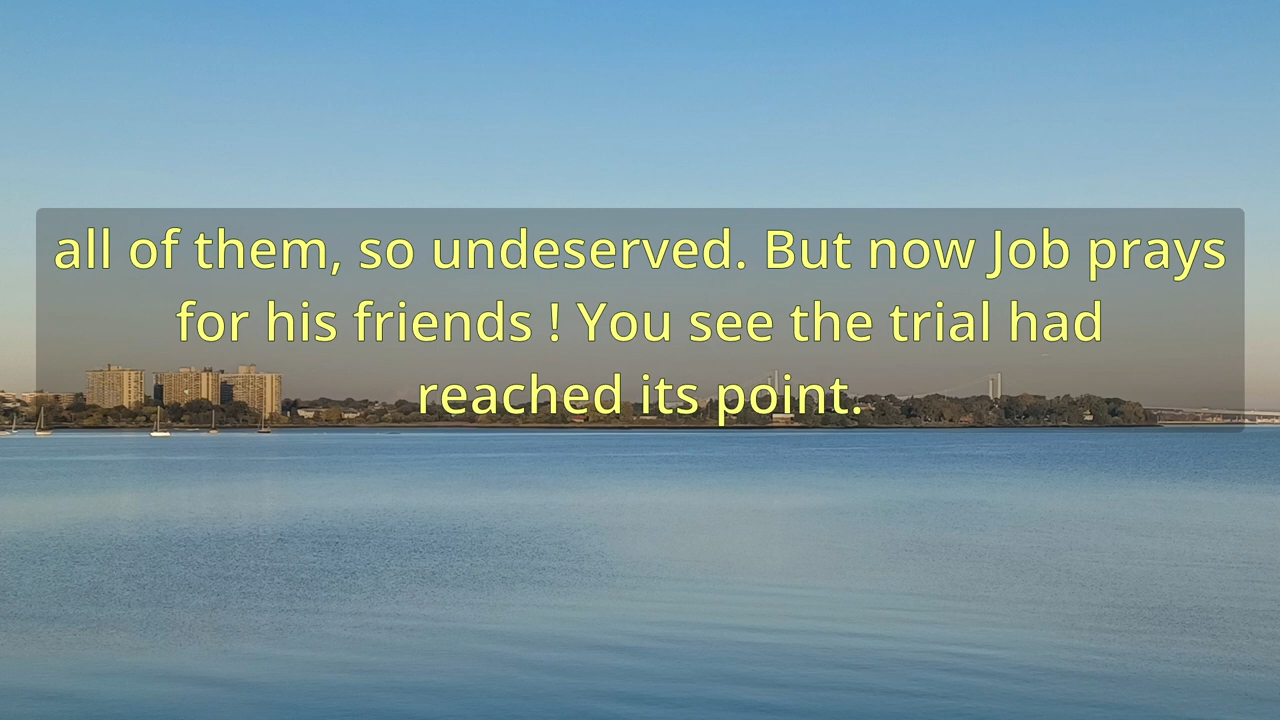 all of them, so undeserved. But now Job prays
for his friends ! You see the trial had
reached its point.